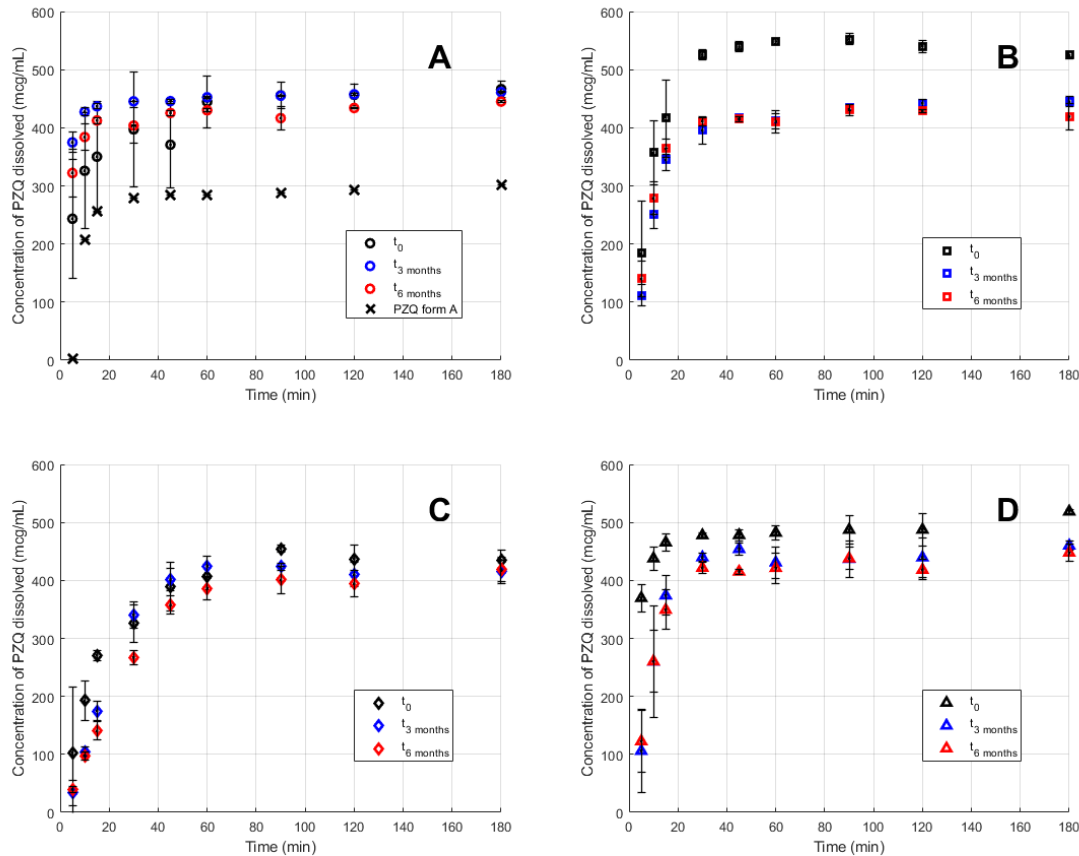 A
Concentration of PZQ dissolved (mcg/mL)
600
500
400
300
200
100
0
t0
t3 months
t6 months
PZQ form A
0 20 40 60 80 100 120 140 160 180
Time (min)
B
Concentration of PZQ dissolved (mcg/mL)
600
500
400
300
200
100
0
t0
t3 months
t6 months
0 20 40 60 80 100 120 140 160 180
Time (min)
C
Concentration of PZQ dissolved (mcg/mL)
600
500
400
300
200
100
0
t0
t3 months
t6 months
0 20 40 60 80 100 120 140 160 180
Time (min)
D
Concentration of PZQ dissolved (mcg/mL)
600
500
400
300
200
100
0
t0
t3 months
t6 months
0 20 40 60 80 100 120 140 160 180
Time (min)